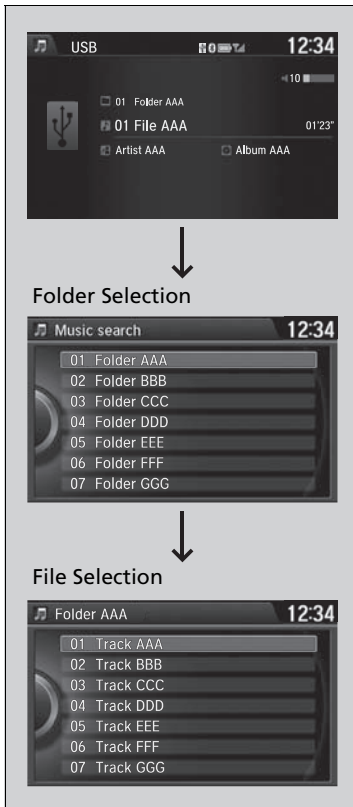 USB 12:34
10
01 Folder AAA
01 File AAA 01'23"
Artist AAA Album AAA
Folder Selection
Music search 12:34
01 Folder AAA
02 Folder BBB
03 Folder CCC
04 Folder DDD
05 Folder EEE
06 Folder FFF
07 Folder GGG
File Selection
Folder AAA 12:34
01 Track AAA
02 Track BBB
03 Track CCC
04 Track DDD
05 Track EEE
06 Track FFF
07 Track GGG